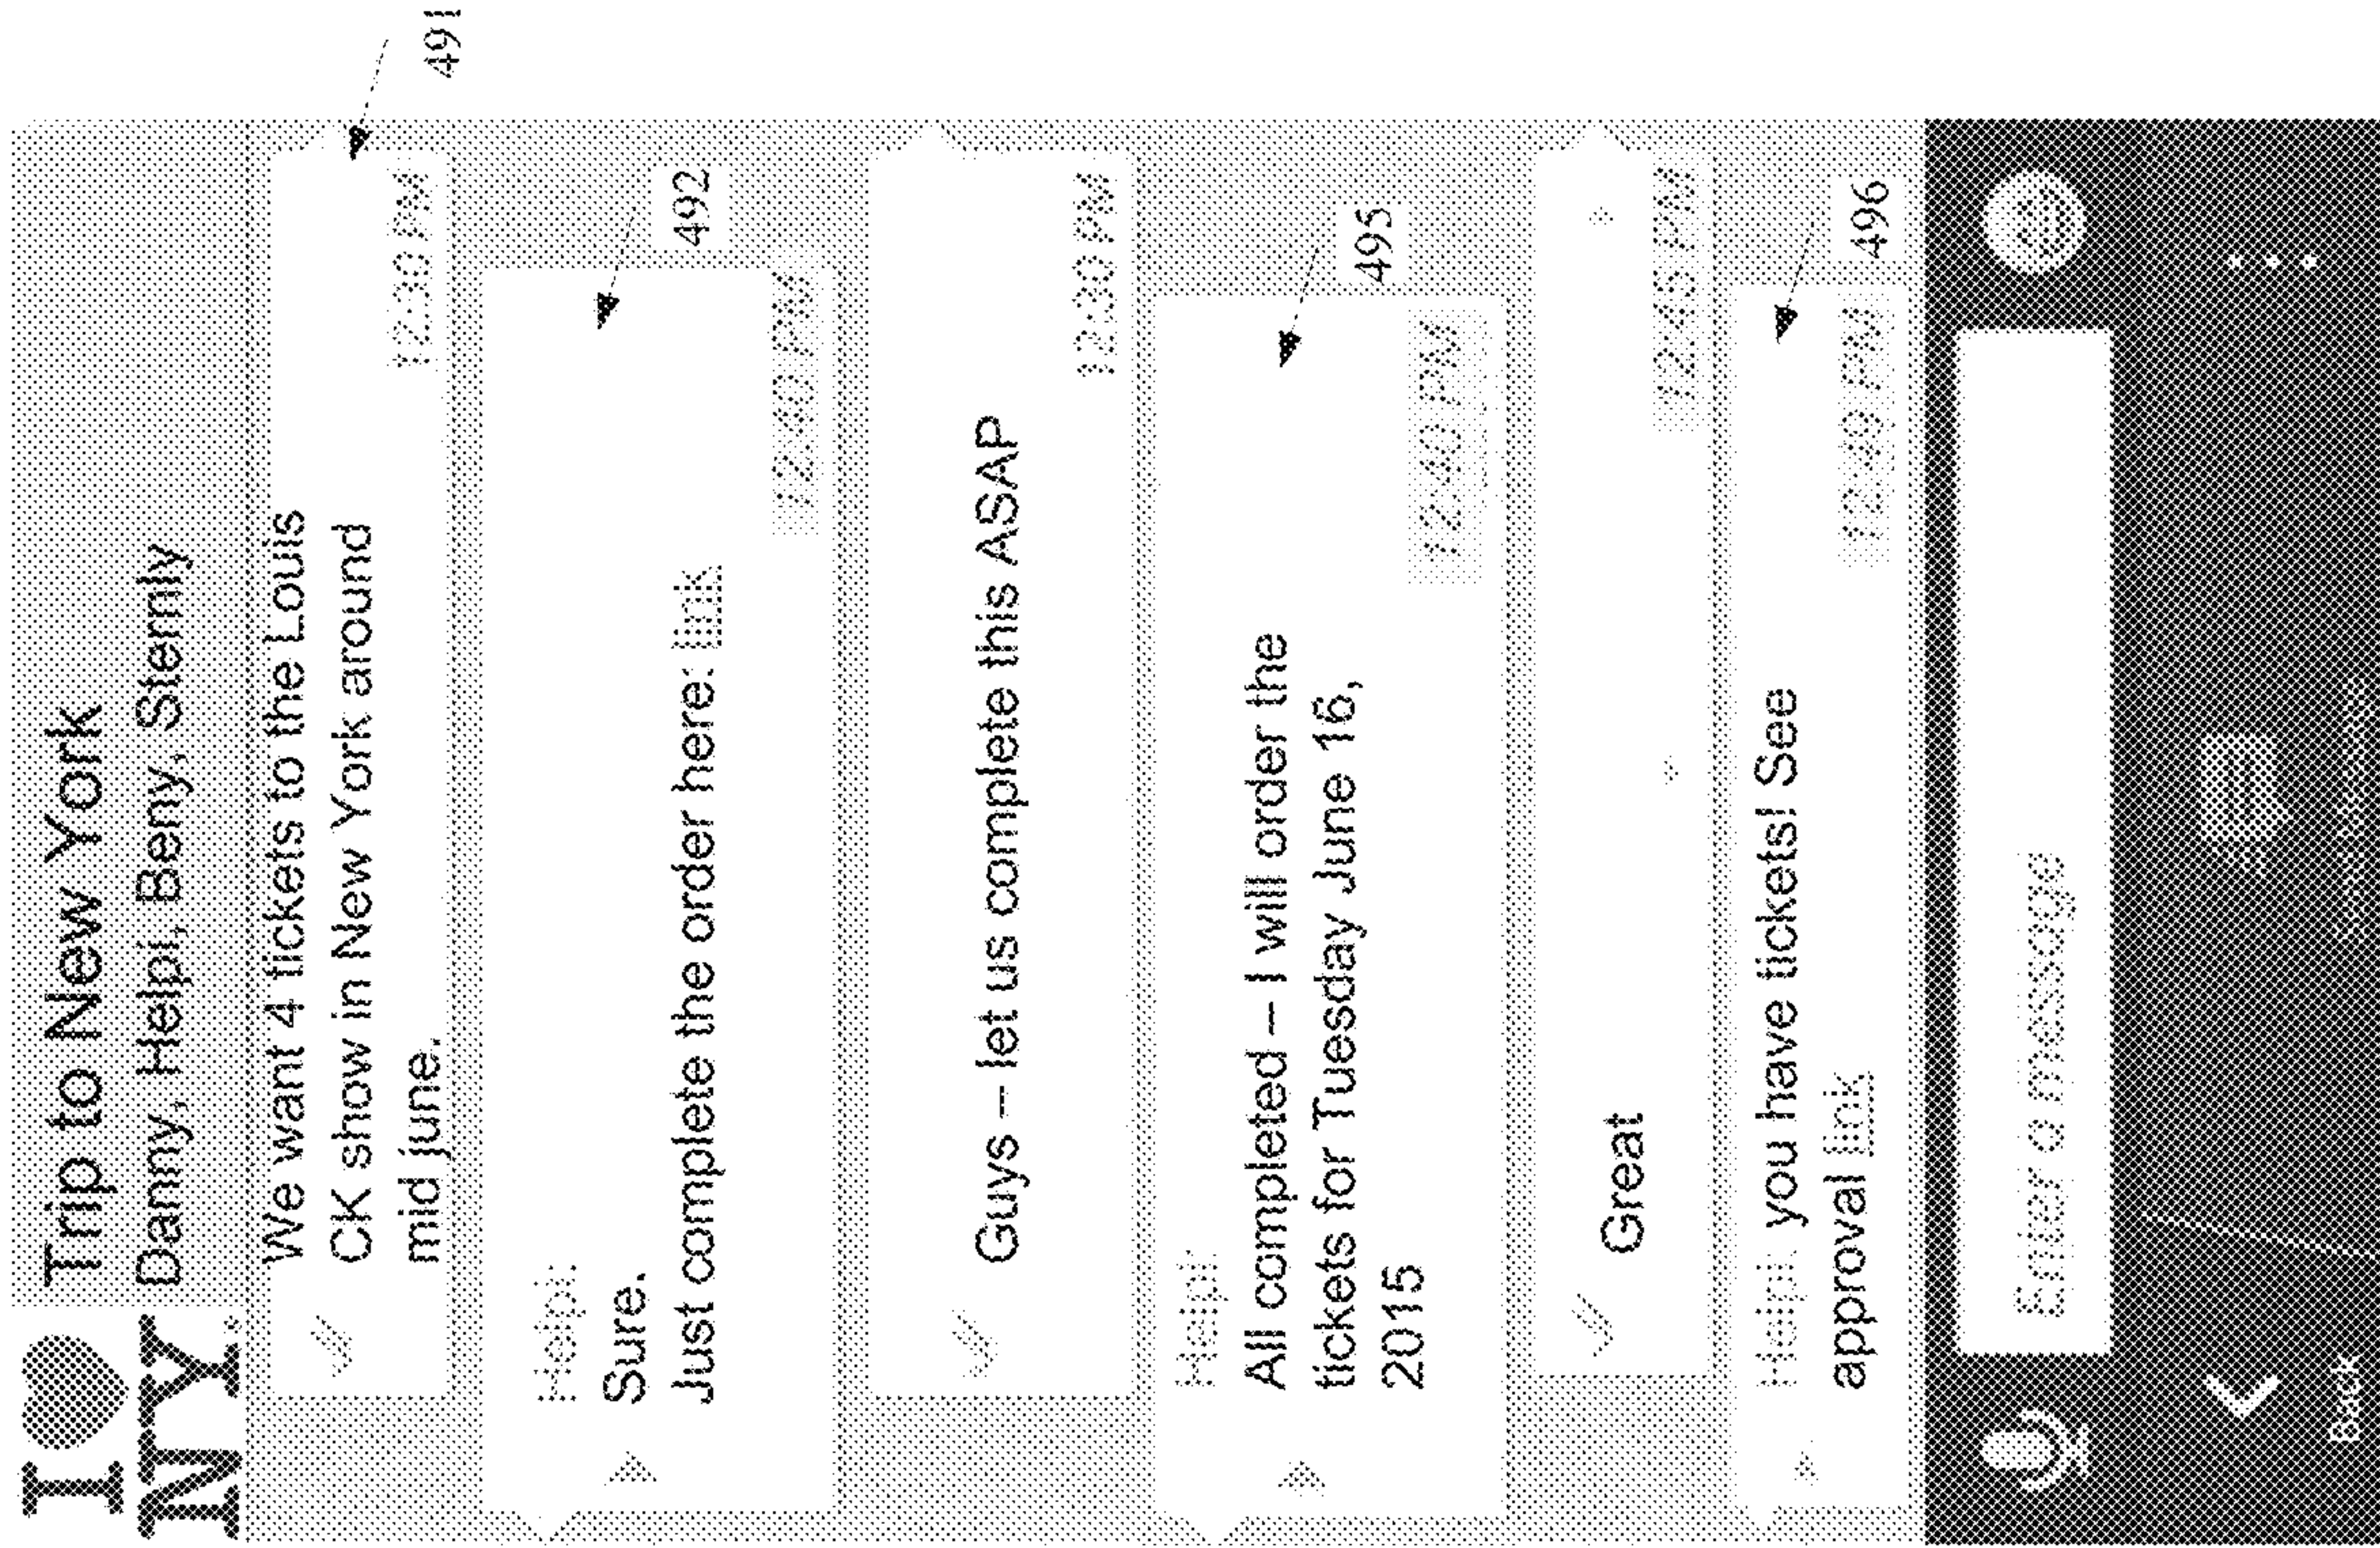 I ♥
NY®
Trip to New York
Danny, Helpi, Beny, Stemly
We want 4 tickets to the Louis
CK show in New York around
mid june.
12:30 PM
491
Helpi:
Sure.
Just complete the order here: link
12:40 PM
492
Guys – let us complete this ASAP
12:30 PM
Helpi:
All completed – I will order the
tickets for Tuesday June 16,
2015
12:40 PM
495
Great
12:45 PM
Helpi: you have tickets! See
approval link
12:49 PM
496
Enter a message
Back